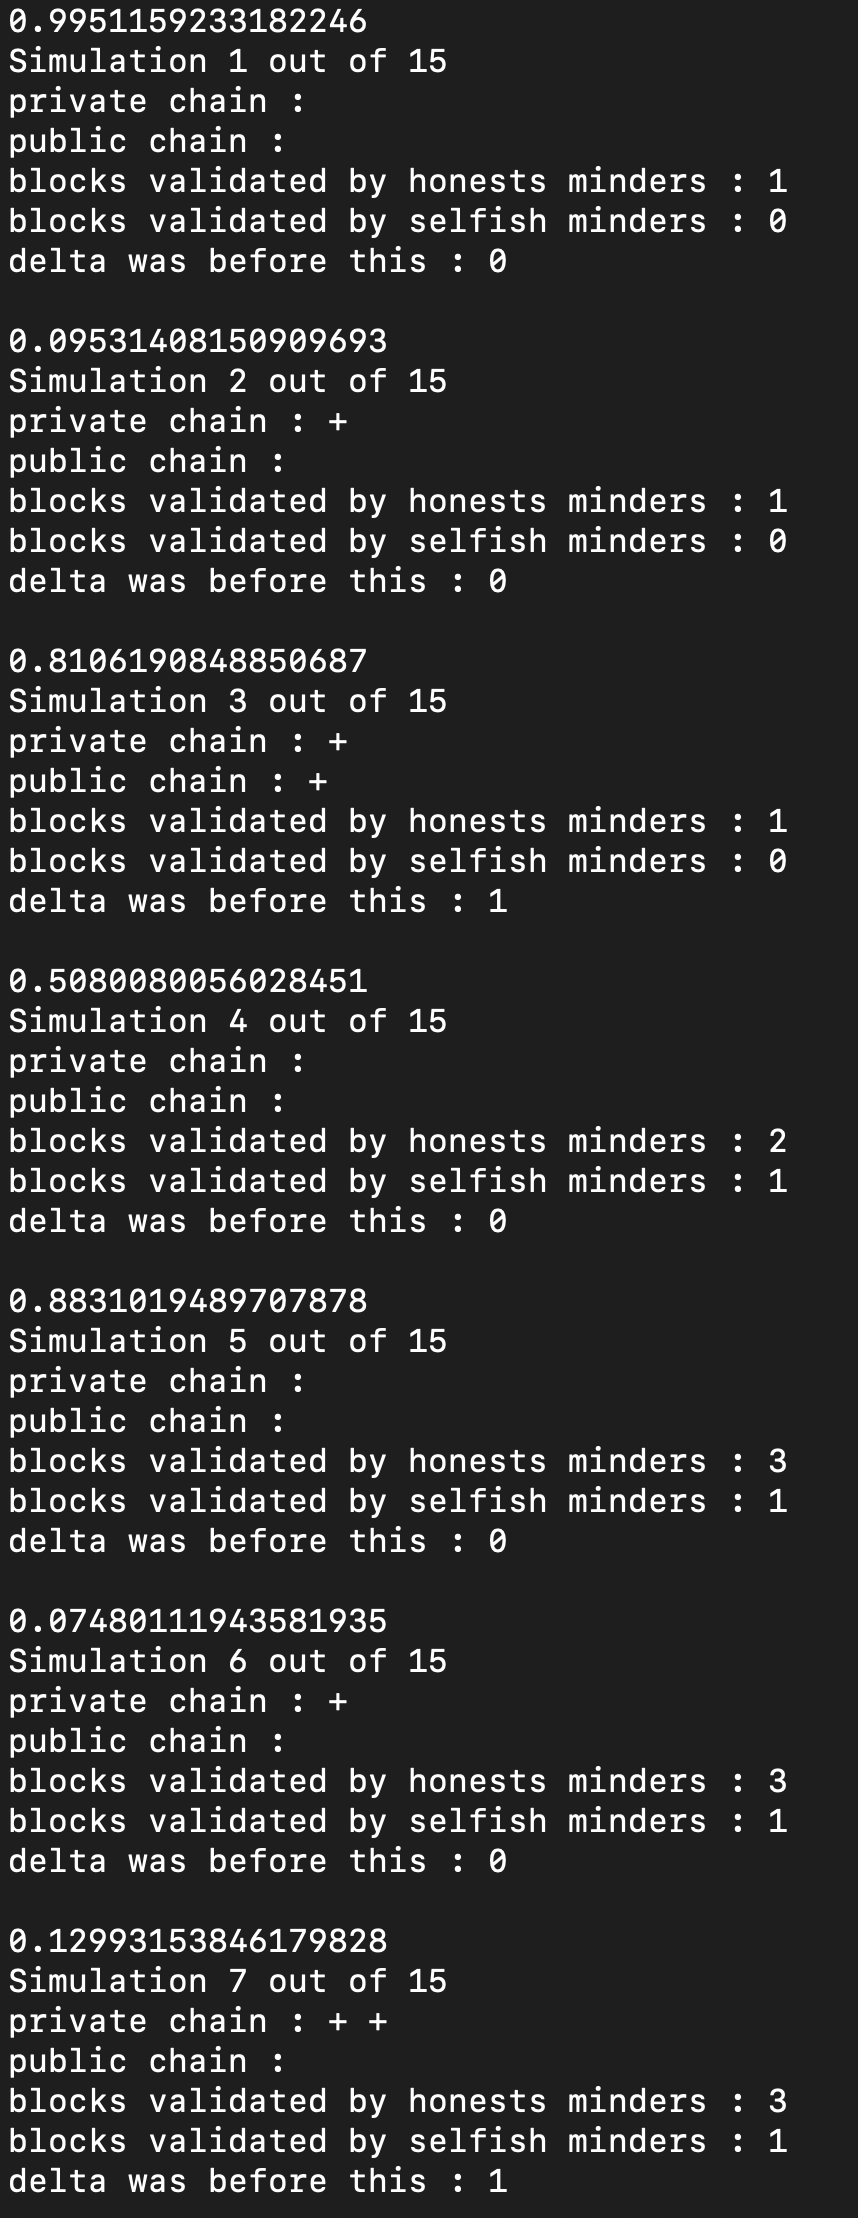 0.9951159233182246
Simulation 1 out of 15
private chain :
public chain :
blocks validated by honests minders : 1
blocks validated by selfish minders : 0
delta was before this : 0

0.09531408150909693
Simulation 2 out of 15
private chain : +
public chain :
blocks validated by honests minders : 1
blocks validated by selfish minders : 0
delta was before this : 0

0.8106190848850687
Simulation 3 out of 15
private chain : +
public chain : +
blocks validated by honests minders : 1
blocks validated by selfish minders : 0
delta was before this : 1

0.5080080056028451
Simulation 4 out of 15
private chain :
public chain :
blocks validated by honests minders : 2
blocks validated by selfish minders : 1
delta was before this : 0

0.8831019489707878
Simulation 5 out of 15
private chain :
public chain :
blocks validated by honests minders : 3
blocks validated by selfish minders : 1
delta was before this : 0

0.07480111943581935
Simulation 6 out of 15
private chain : +
public chain :
blocks validated by honests minders : 3
blocks validated by selfish minders : 1
delta was before this : 0

0.12993153846179828
Simulation 7 out of 15
private chain : + +
public chain :
blocks validated by honests minders : 3
blocks validated by selfish minders : 1
delta was before this : 1